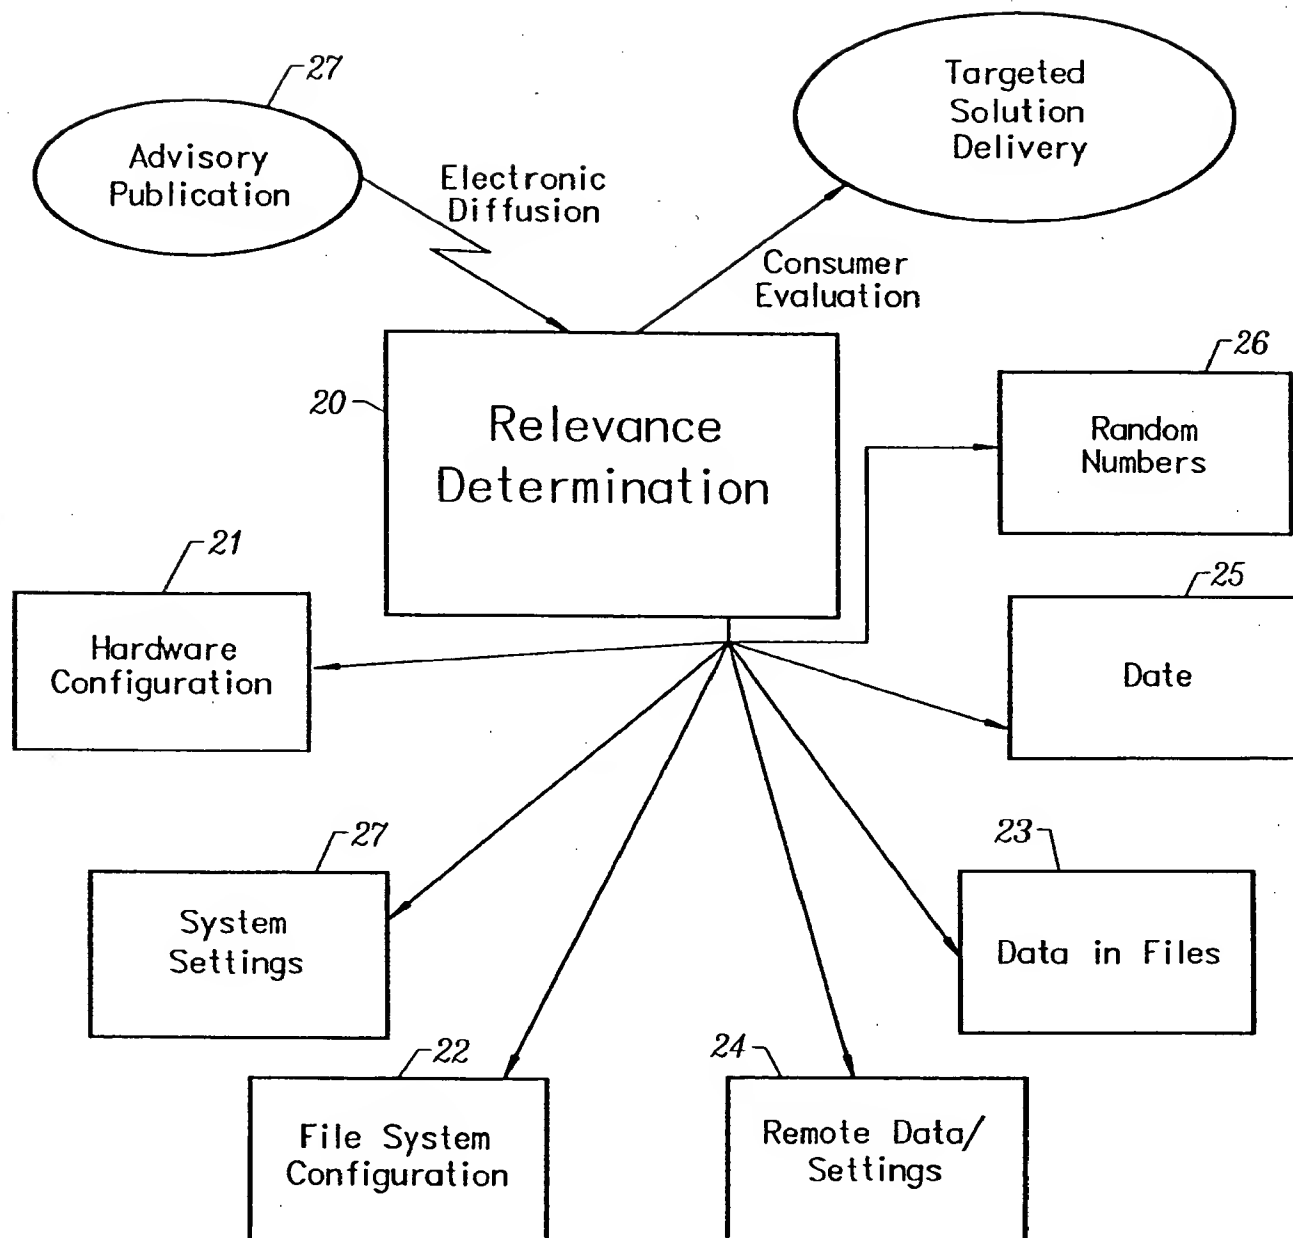 27
Advisory
Publication
Targeted
Solution
Delivery
Electronic
Diffusion
Consumer
Evaluation
20
Relevance
Determination
26
Random
Numbers
21
Hardware
Configuration
25
Date
27
System
Settings
23
Data in Files
22
File System
Configuration
24
Remote Data/
Settings